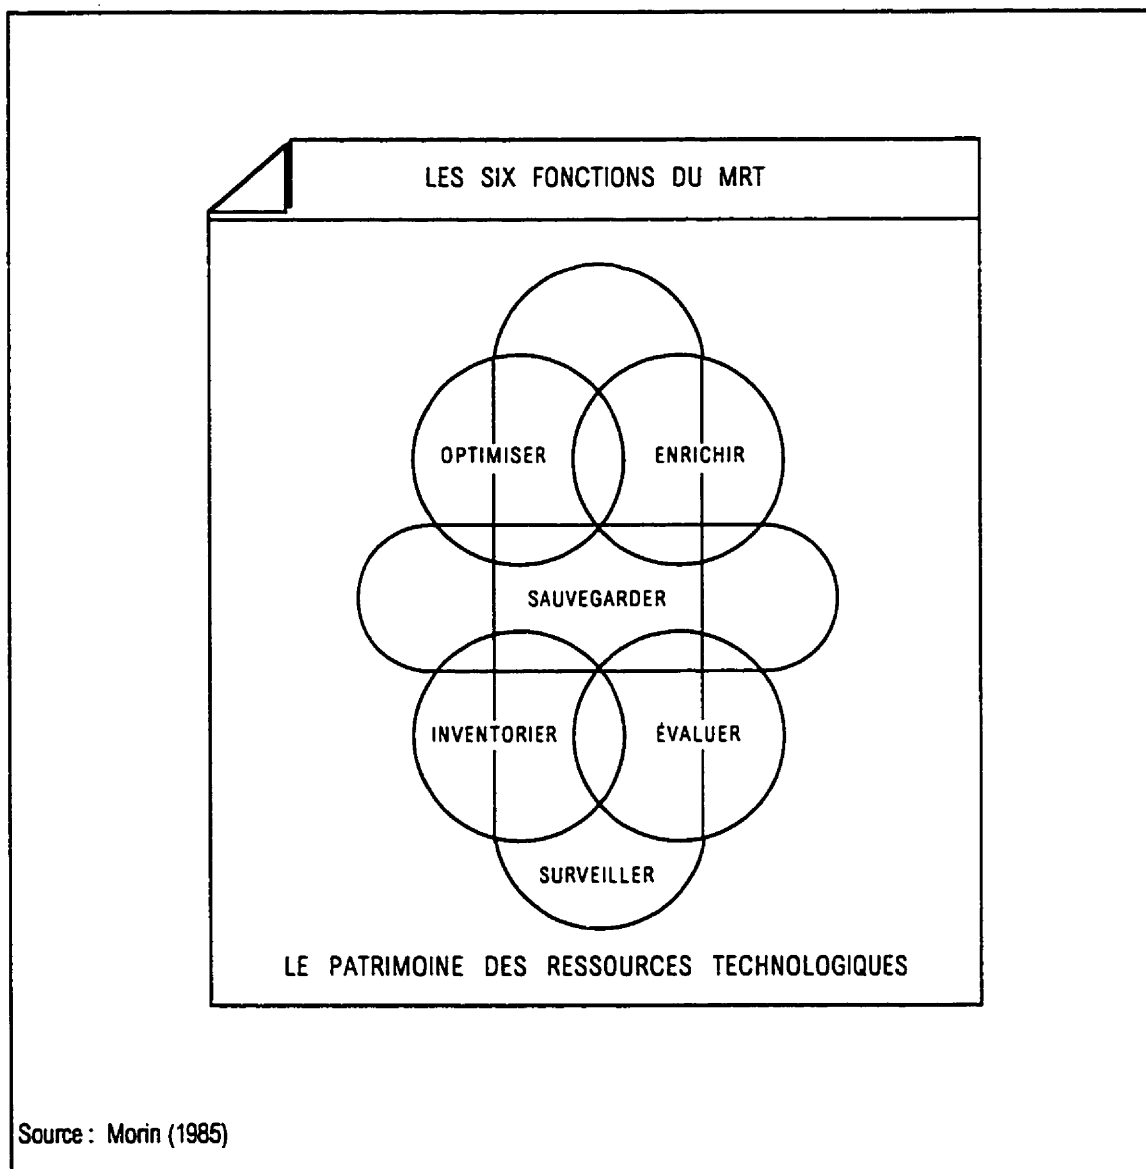 LES SIX FONCTIONS DU MRT
OPTIMISER ENRICHIR
SAUVEGARDER
INVENTORIER ÉVALUER
SURVEILLER
LE PATRIMOINE DES RESSOURCES TECHNOLOGIQUES
Source : Morin (1985)